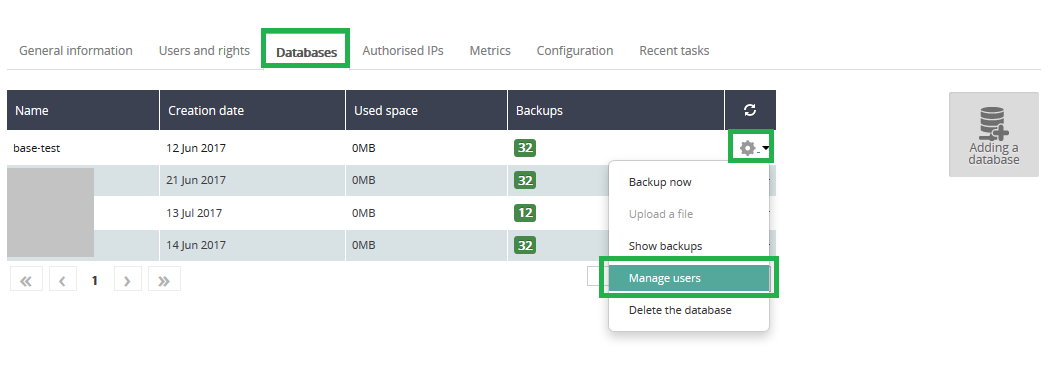 General information Users and rights Databases Authorised IPs Metrics Configuration Recent tasks
Name Creation date Used space Backups
base-test 12 Jun 2017 0MB 32
21 Jun 2017 0MB 32
13 Jul 2017 0MB 12
14 Jun 2017 0MB 32
Backup now
Upload a file
Show backups
Manage users
Delete the database
« ‹ 1 › »
Adding a
database